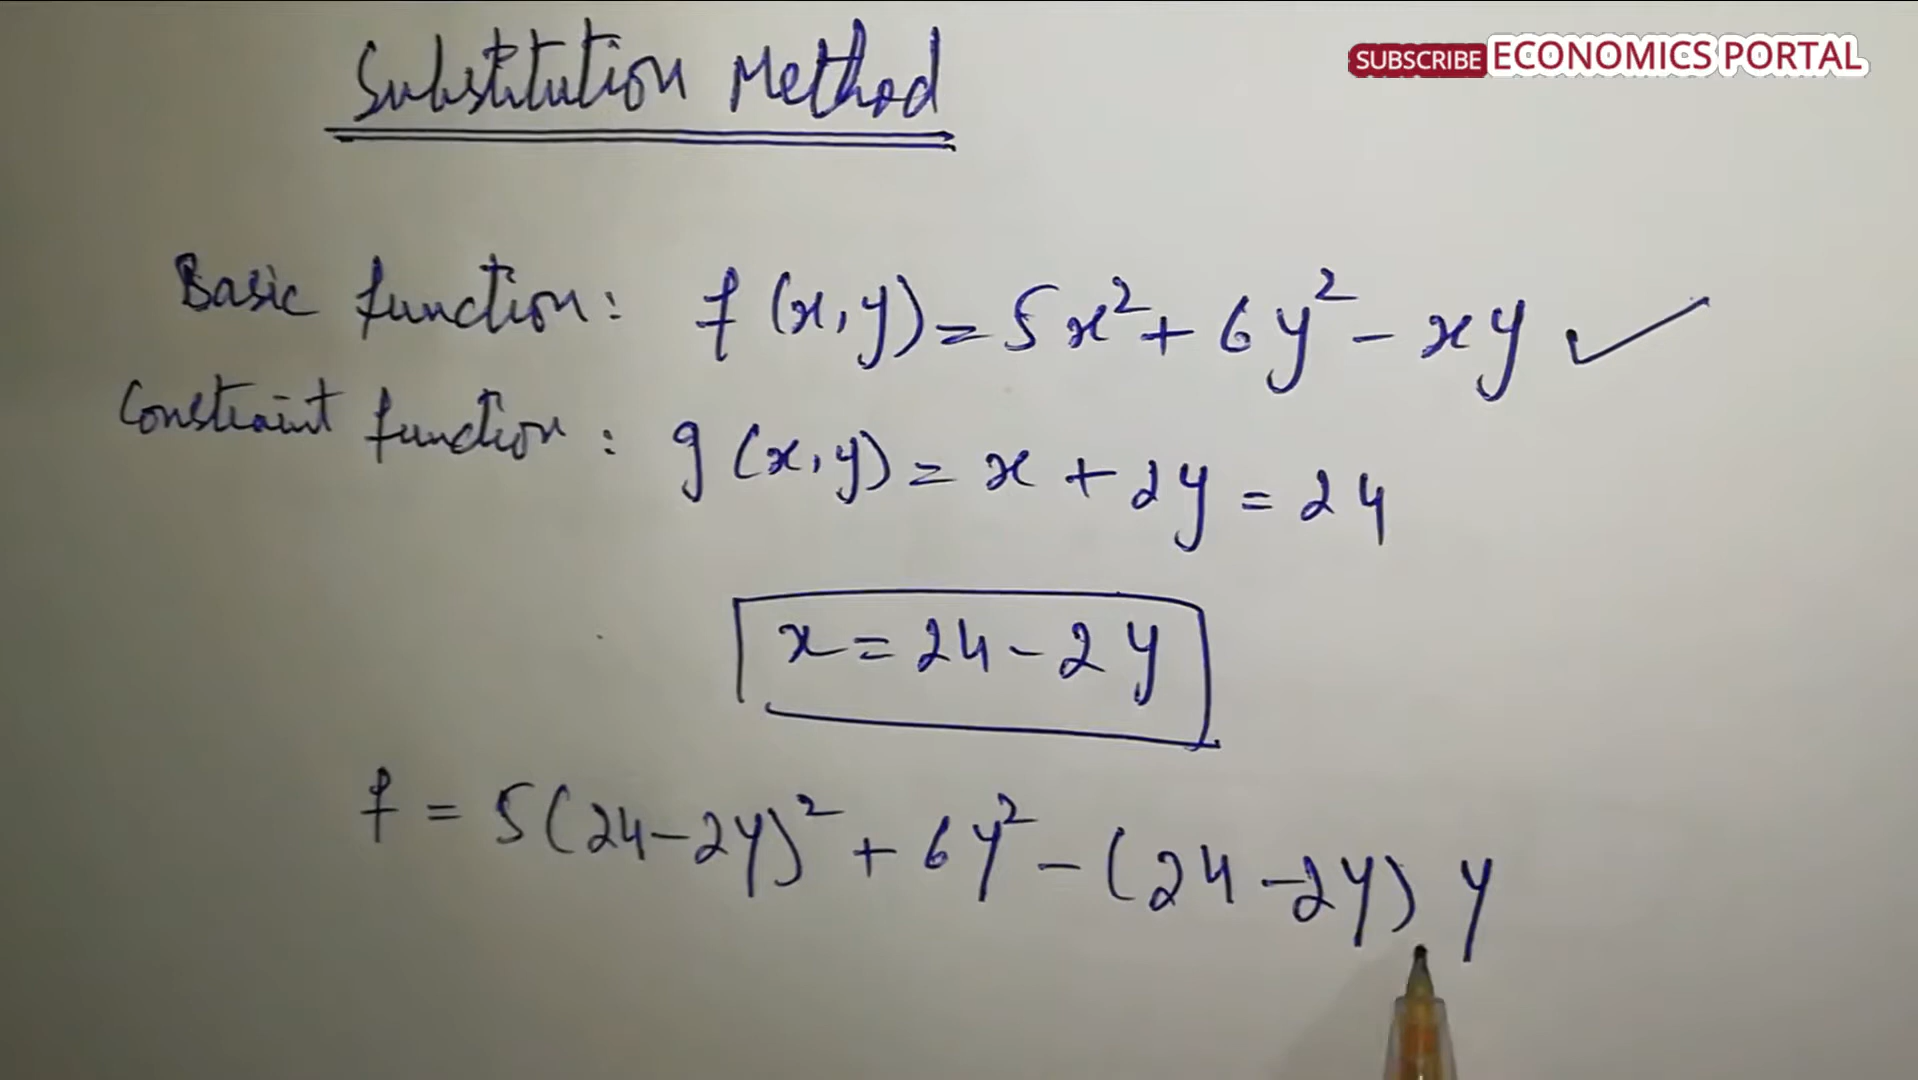 SUBSCRIBE ECONOMICS PORTAL
Substitution Method
Basic function: f(x,y) = 5x² + 6y² - xy ✓
Constraint function: g(x,y) = x + 2y = 24
x = 24 - 2y
f = 5(24-2y)² + 6y² - (24-2y) y